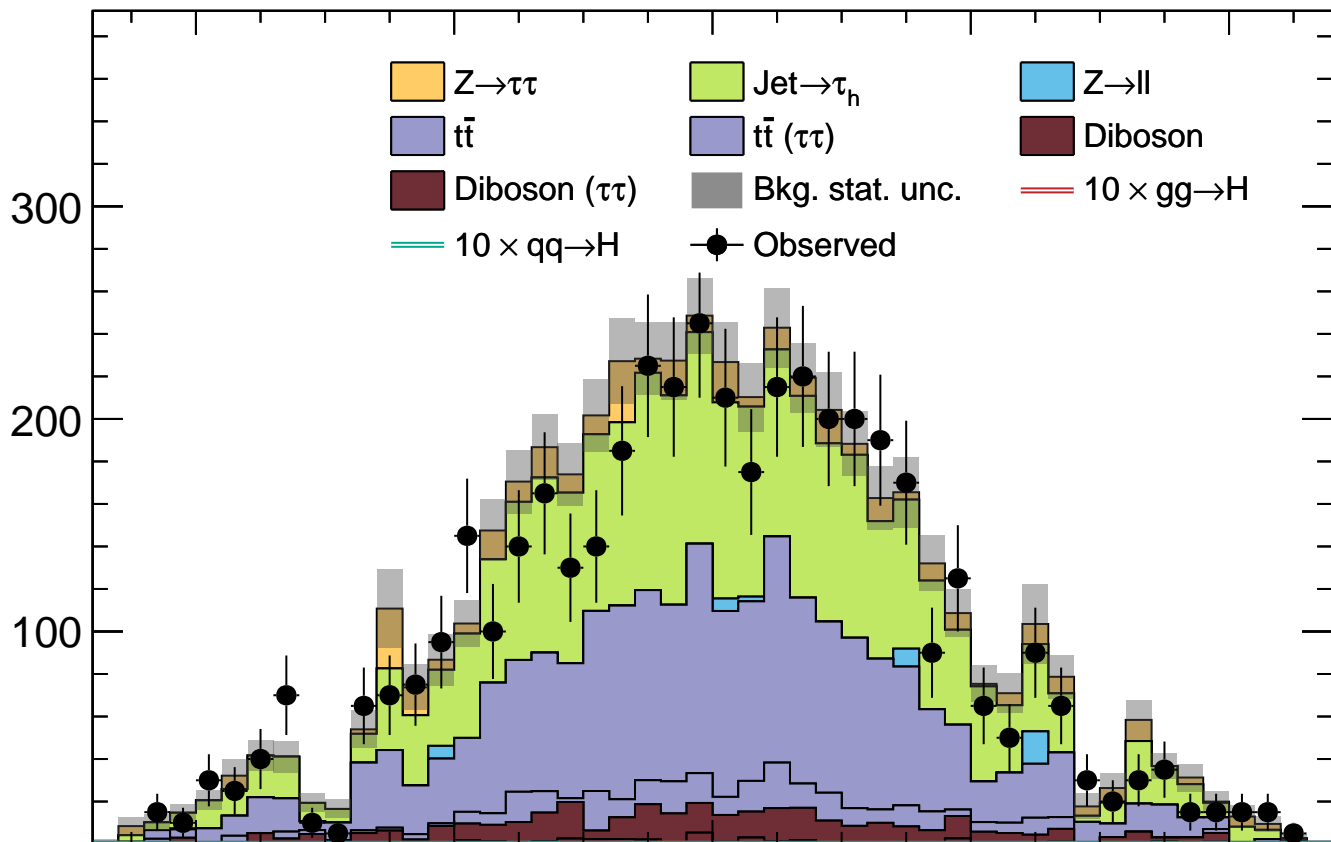 Z→ττ Jet→τₕ Z→ll
tt̄ tt̄ (ττ) Diboson
Diboson (ττ) Bkg. stat. unc. 10 × gg→H
10 × qq→H Observed
300
200
100